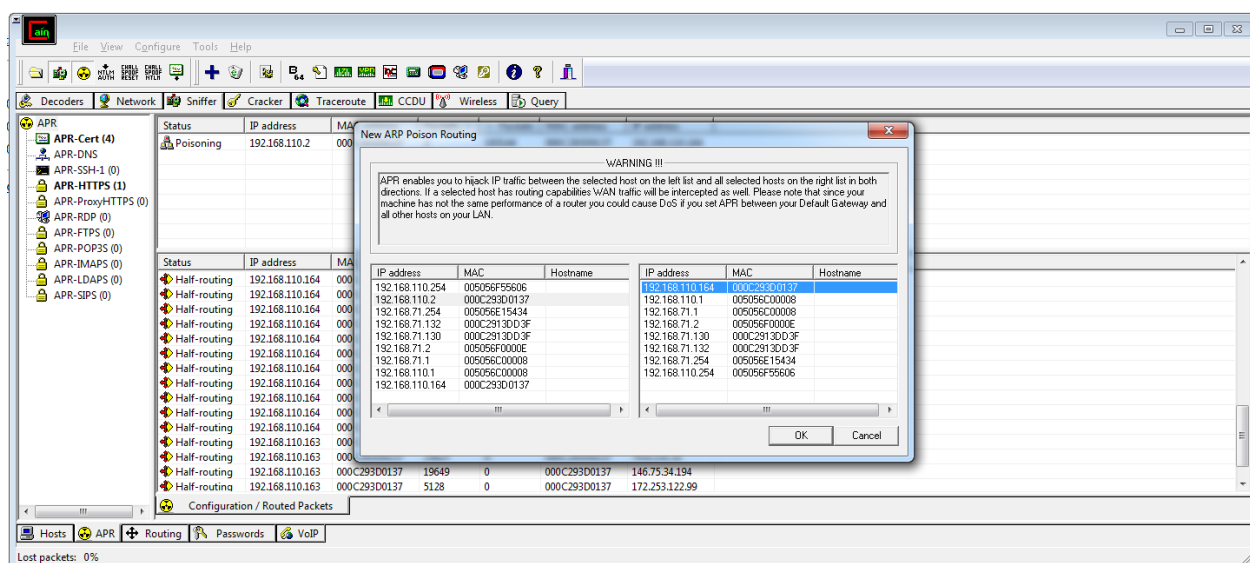 Cain
File View Configure Tools Help
Decoders Network Sniffer Cracker Traceroute CCDU Wireless Query
APR
APR-Cert (4)
APR-DNS
APR-SSH-1 (0)
APR-HTTPS (1)
APR-ProxyHTTPS (0)
APR-RDP (0)
APR-FTPS (0)
APR-POP3S (0)
APR-IMAPS (0)
APR-LDAPS (0)
APR-SIPS (0)
Status IP address
Poisoning 192.168.110.2 000
New ARP Poison Routing
WARNING !!!
APR enables you to hijack IP traffic between the selected host on the left list and all selected hosts on the right list in both
directions. If a selected host has routing capabilities WAN traffic will be intercepted as well. Please note that since your
machine has not the same performance of a router you could cause DoS if you set APR between your Default Gateway and
all other hosts on your LAN.
IP address MAC Hostname
192.168.110.254 005056F55606
192.168.110.2 000C293D0137
192.168.71.254 005056E15434
192.168.71.132 000C2913DD3F
192.168.71.130 000C2913DD3F
192.168.71.2 005056F0000E
192.168.71.1 005056C00008
192.168.110.1 005056C00008
192.168.110.164 000C293D0137
IP address MAC Hostname
192.168.110.164 000C293D0137
192.168.110.1 005056C00008
192.168.71.1 005056C00008
192.168.71.2 005056F0000E
192.168.71.130 000C2913DD3F
192.168.71.132 000C2913DD3F
192.168.71.254 005056E15434
192.168.110.254 005056F55606
OK Cancel
Status IP address
Half-routing 192.168.110.164 000
Half-routing 192.168.110.164 000
Half-routing 192.168.110.164 000
Half-routing 192.168.110.164 000
Half-routing 192.168.110.164 000
Half-routing 192.168.110.164 000
Half-routing 192.168.110.164 000
Half-routing 192.168.110.164 000
Half-routing 192.168.110.164 000
Half-routing 192.168.110.164 000
Half-routing 192.168.110.164 000
Half-routing 192.168.110.163 000
Half-routing 192.168.110.163 000
Half-routing 192.168.110.163 000C293D0137 19649 0 000C293D0137 146.75.34.194
Half-routing 192.168.110.163 000C293D0137 5128 0 000C293D0137 172.253.122.99
Configuration / Routed Packets
Hosts APR Routing Passwords VoIP
Lost packets: 0%